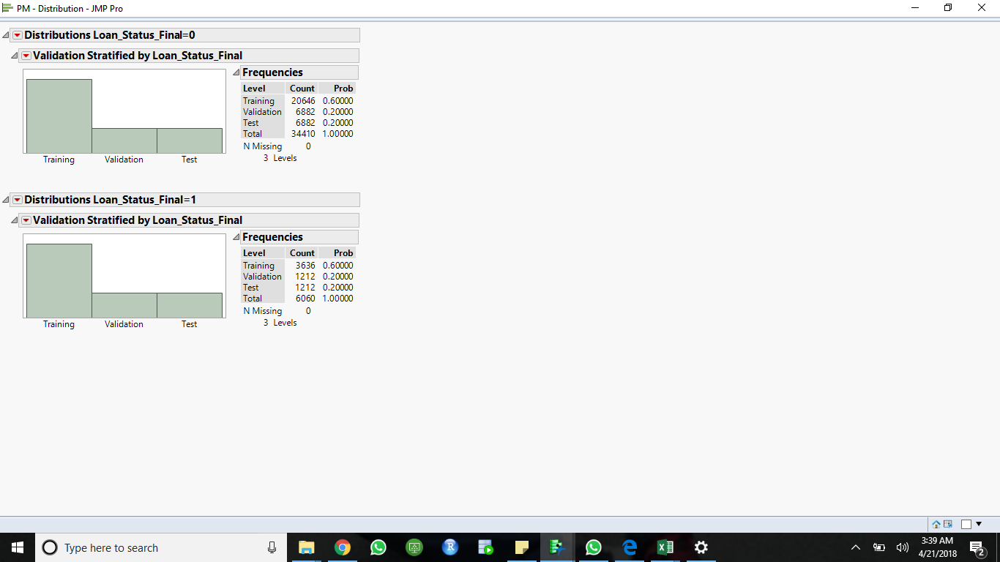 PM - Distribution - JMP Pro
Distributions Loan_Status_Final=0
Validation Stratified by Loan_Status_Final
Training Validation Test
Frequencies
Level Count Prob
Training 20646 0.60000
Validation 6882 0.20000
Test 6882 0.20000
Total 34410 1.00000
N Missing 0
3 Levels
Distributions Loan_Status_Final=1
Validation Stratified by Loan_Status_Final
Training Validation Test
Frequencies
Level Count Prob
Training 3636 0.60000
Validation 1212 0.20000
Test 1212 0.20000
Total 6060 1.00000
N Missing 0
3 Levels
Type here to search
R
3:39 AM
4/21/2018
2